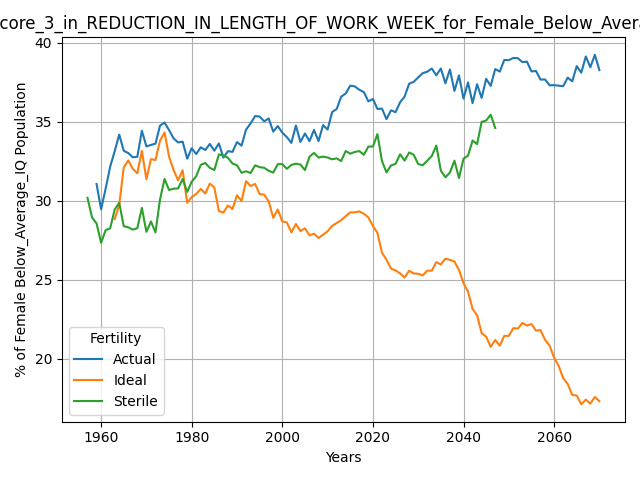 core_3_in_REDUCTION_IN_LENGTH_OF_WORK_WEEK_for_Female_Below_Avera
% of Female Below_Average_IQ Population
40
35
30
25
20
Fertility
Actual
Ideal
Sterile
1960
1980
2000
2020
2040
2060
Years